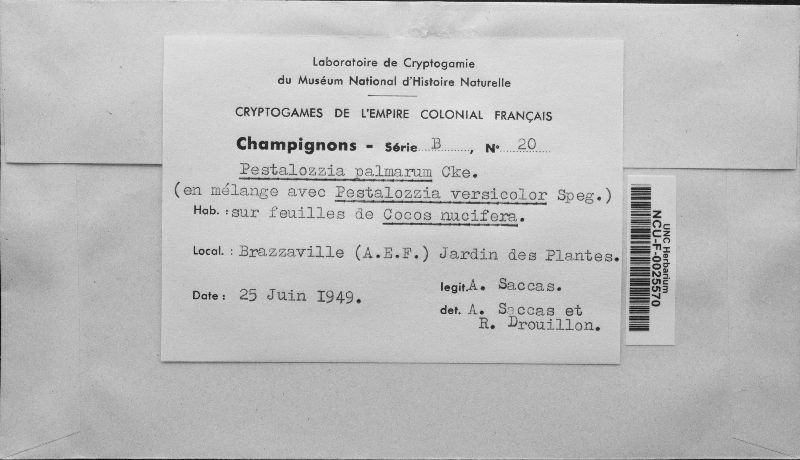 Laboratoire de Cryptogamie
du Muséum National d'Histoire Naturelle
CRYPTOGAMES DE L'EMPIRE COLONIAL FRANÇAIS
Champignons - Série B, N° 20
Pestalozzia palmarum Cke.
(en mélange avec Pestalozzia versicolor Speg.)
Hab. : sur feuilles de Cocos nucifera.
Local. : Brazzaville (A.E.F.) Jardin des Plantes.
legit. A. Saccas.
Date : 25 Juin 1949.
det. A. Saccas et
R. Drouillon.
UNC Herbarium
NCU-F-0025570